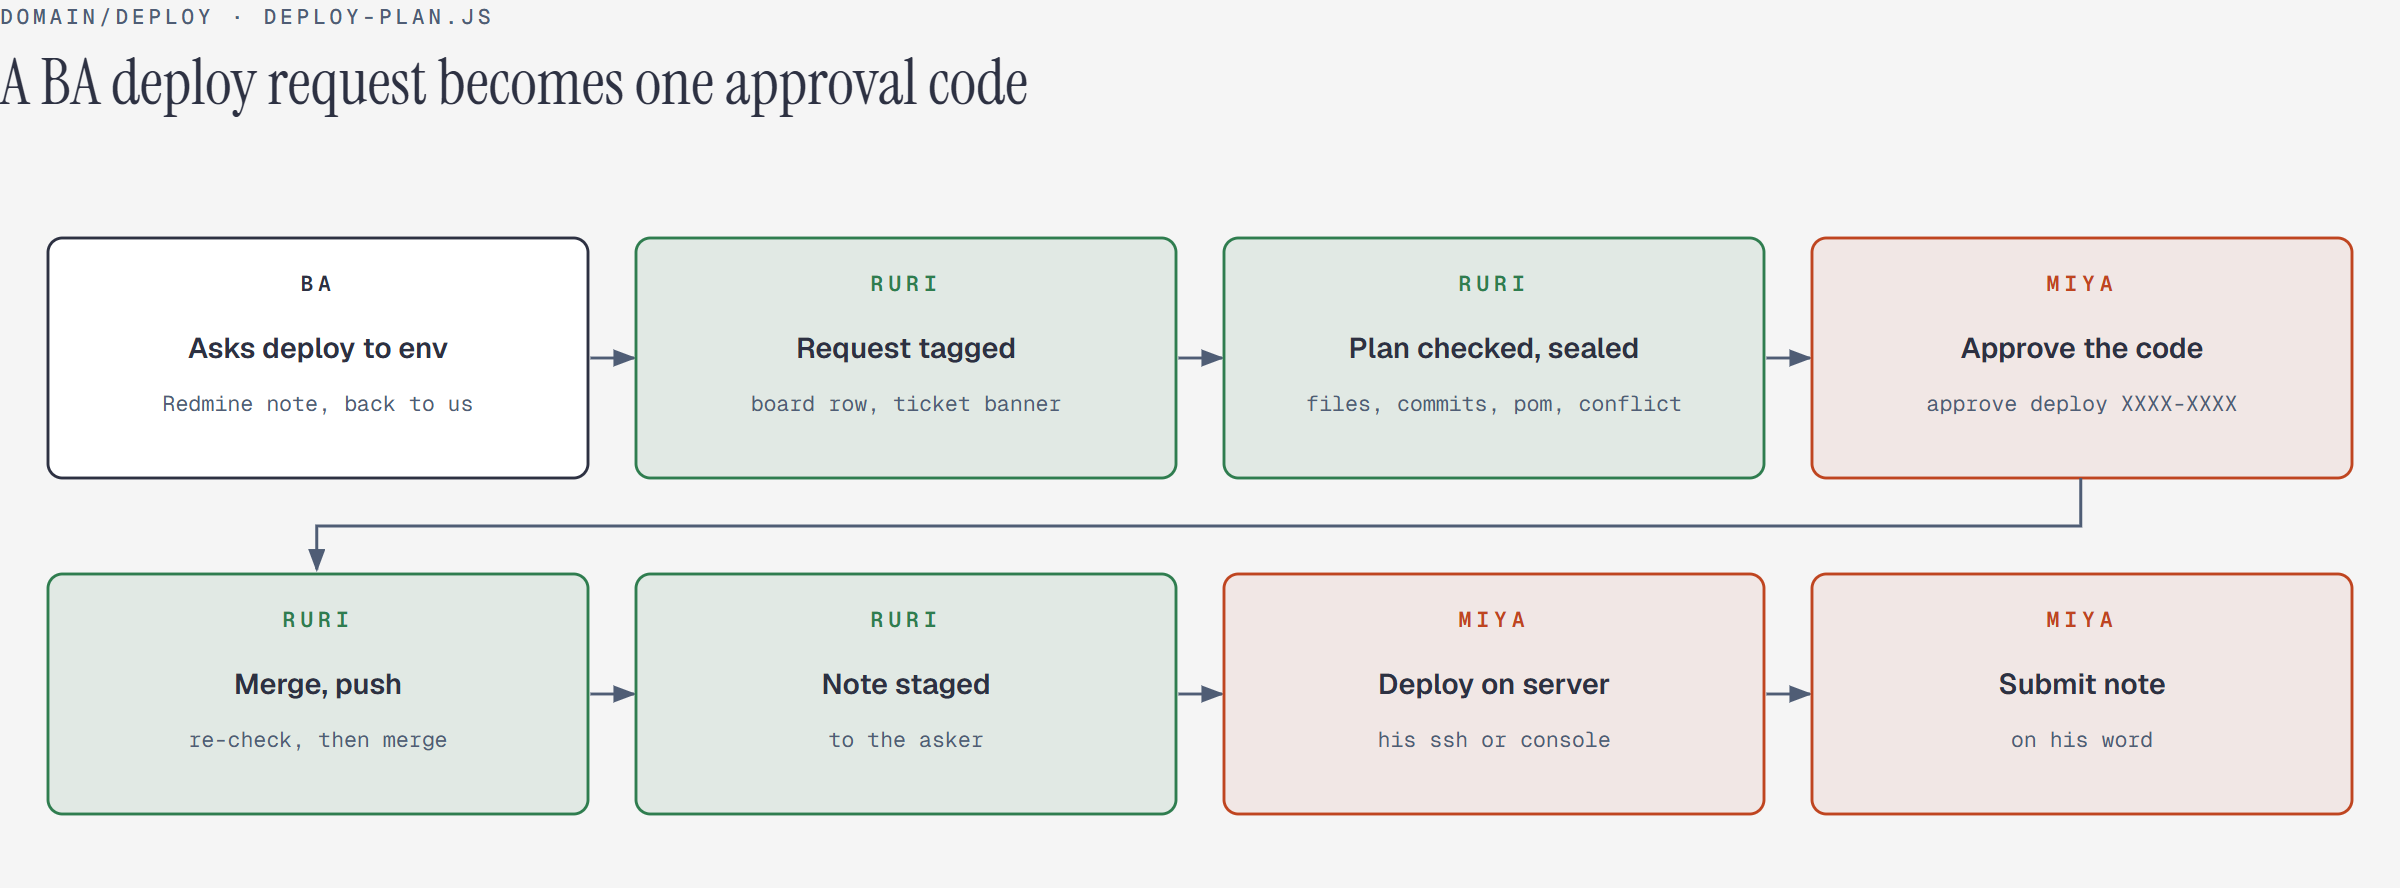 DOMAIN/DEPLOY · DEPLOY-PLAN.JS
A BA deploy request becomes one approval code
BA
Asks deploy to env
Redmine note, back to us
RURI
Request tagged
board row, ticket banner
RURI
Plan checked, sealed
files, commits, pom, conflict
MIYA
Approve the code
approve deploy XXXX-XXXX
RURI
Merge, push
re-check, then merge
RURI
Note staged
to the asker
MIYA
Deploy on server
his ssh or console
MIYA
Submit note
on his word